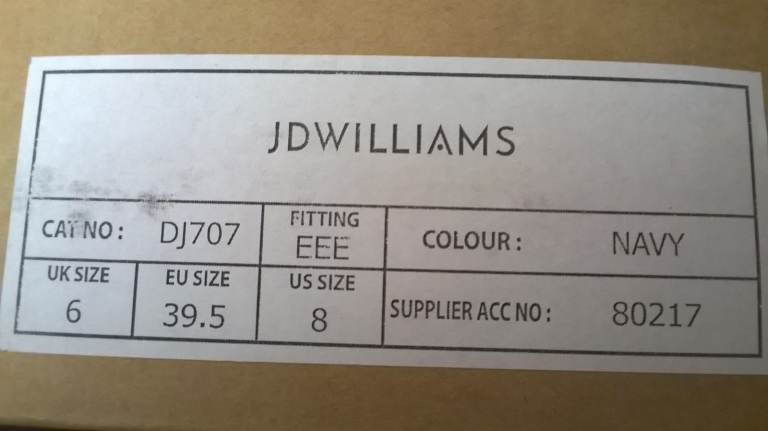 JDWILLIAMS
CAT NO: DJ707 FITTING EEE COLOUR: NAVY
UK SIZE 6 EU SIZE 39.5 US SIZE 8 SUPPLIER ACC NO: 80217